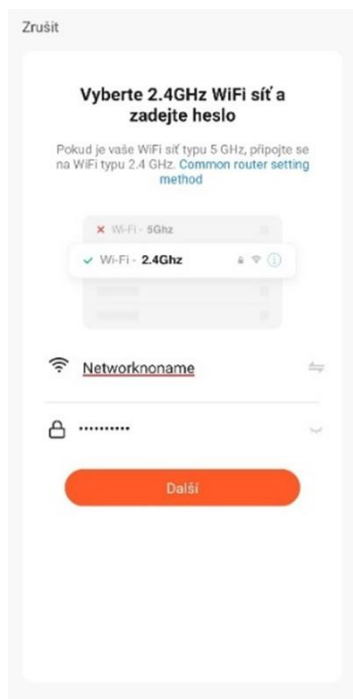 Zrušit
Vyberte 2.4GHz WiFi síť a
zadejte heslo
Pokud je vaše WiFi síť typu 5 GHz, připojte se
na WiFi typu 2.4 GHz. Common router setting
method
Wi-Fi - 5Ghz
Wi-Fi - 2.4Ghz
Networknoname
••••••••••
Další